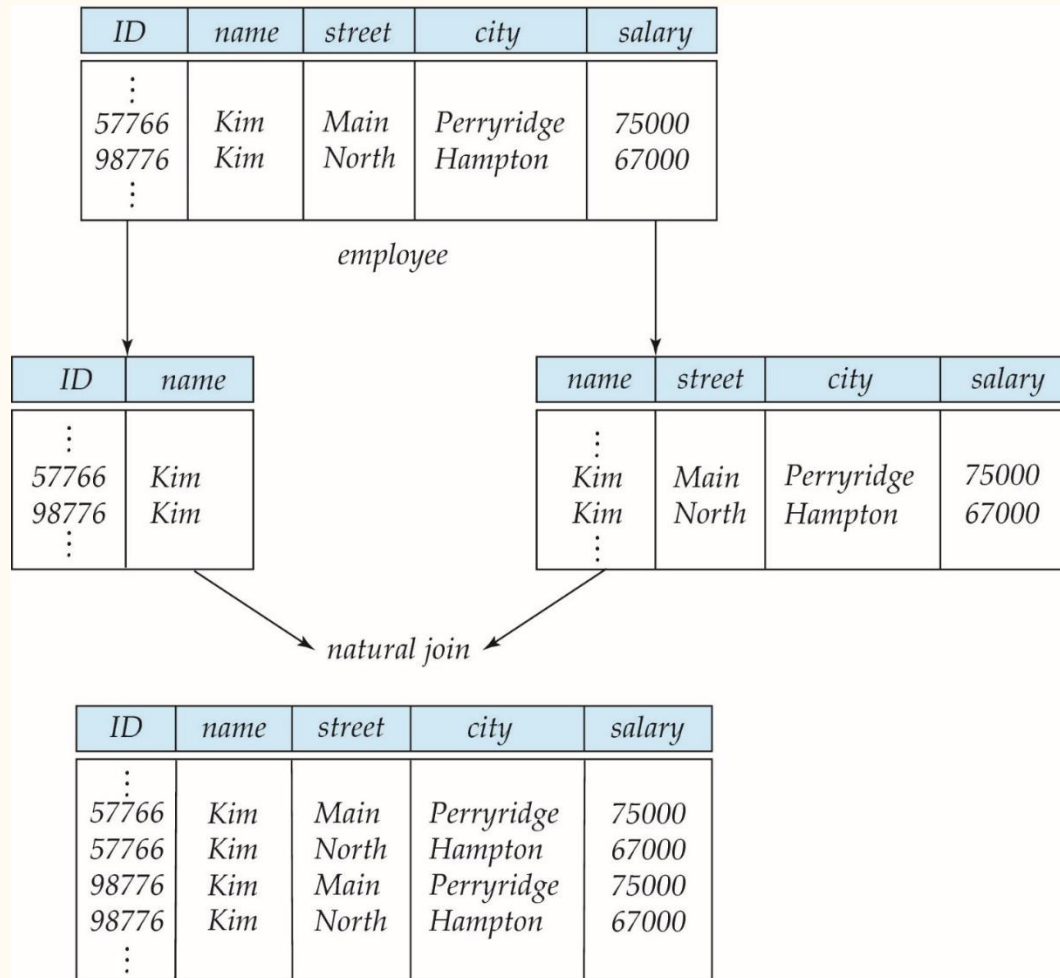 ID name street city salary
⋮
57766 Kim Main Perryridge 75000
98776 Kim North Hampton 67000
⋮
employee
ID name
⋮
57766 Kim
98776 Kim
⋮
name street city salary
⋮
Kim Main Perryridge 75000
Kim North Hampton 67000
⋮
natural join
ID name street city salary
⋮
57766 Kim Main Perryridge 75000
57766 Kim North Hampton 67000
98776 Kim Main Perryridge 75000
98776 Kim North Hampton 67000
⋮